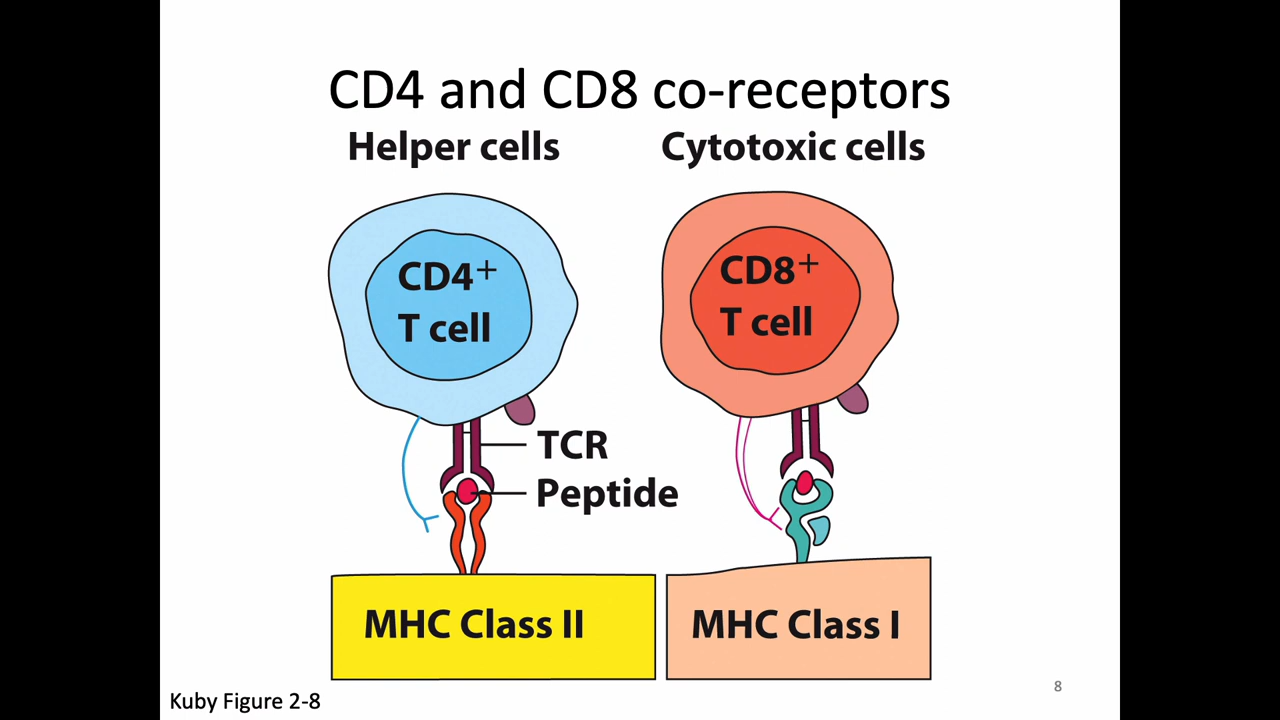 CD4 and CD8 co-receptors
Helper cells
Cytotoxic cells
CD4⁺
T cell
CD8⁺
T cell
TCR
Peptide
MHC Class II
MHC Class I
Kuby Figure 2-8
8